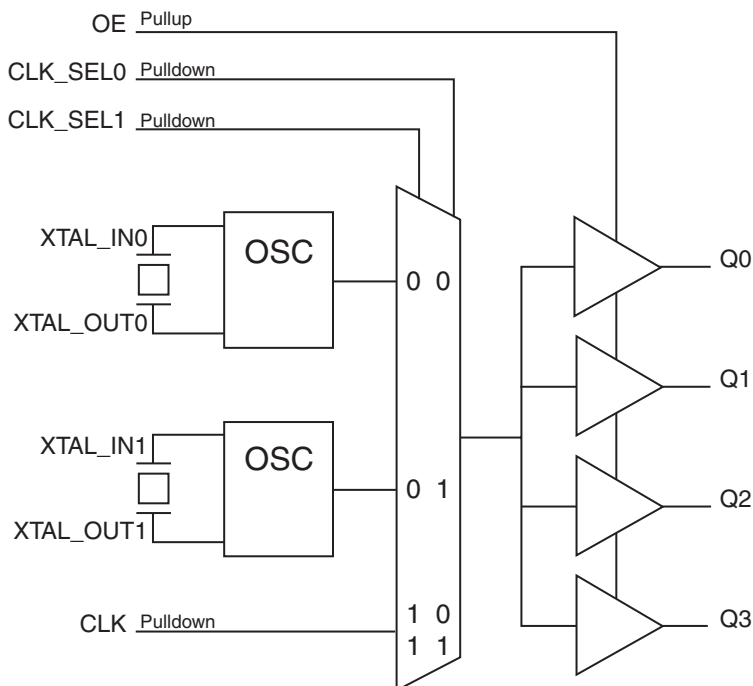 OE Pullup
CLK_SEL0 Pulldown
CLK_SEL1 Pulldown
XTAL_IN0
OSC
XTAL_OUT0
0 0
Q0
Q1
XTAL_IN1
OSC
XTAL_OUT1
0 1
Q2
CLK Pulldown
1 0
1 1
Q3